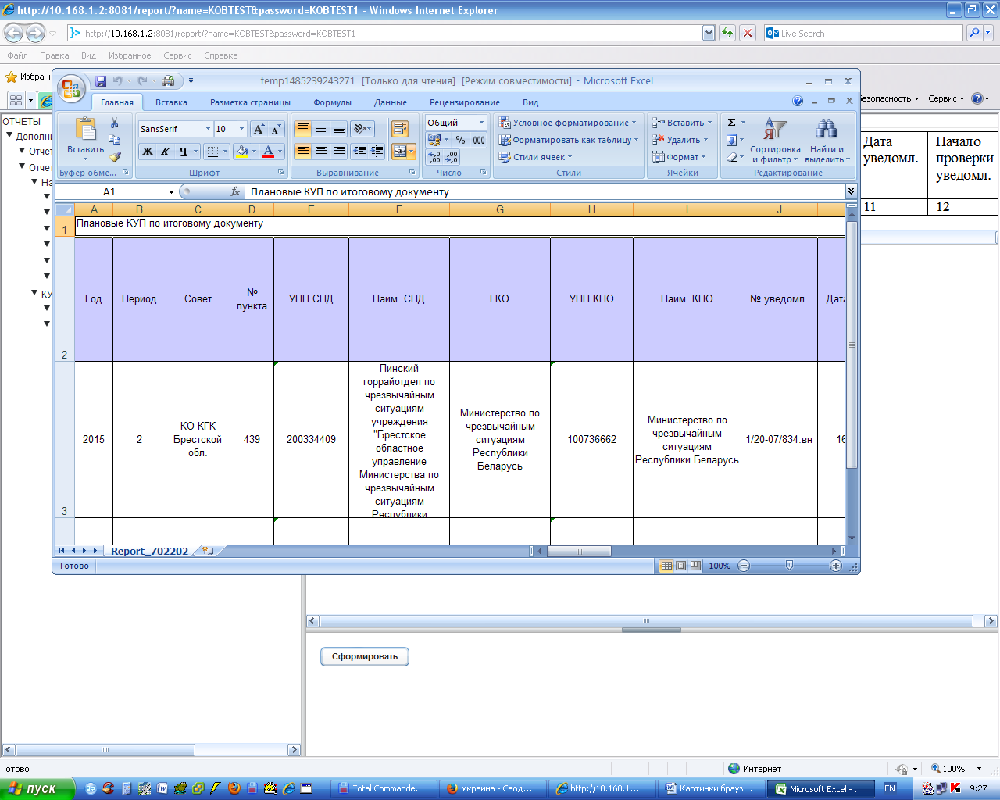 http://10.168.1.2:8081/report/?name=KOBTEST&password=KOBTEST1 - Windows Internet Explorer
http://10.168.1.2:8081/report/?name=KOBTEST&password=KOBTEST1
Live Search
Файл Правка Вид Избранное Сервис Справка
Избранн
Сервис
ОТЧЕТЫ
Отчет
Отчет
На
КУ
temp1485239243271 [Только для чтения] [Режим совместимости] - Microsoft Excel
Главная Вставка Разметка страницы Формулы Данные Рецензирование Вид
Вставить
Буфер обме...
SansSerif 10
Ж К Ч
Шрифт
Выравнивание
Общий
% 000
Число
Условное форматирование
Форматировать как таблицу
Стили ячеек
Стили
Вставить
Удалить
Формат
Ячейки
Σ
Сортировка и фильтр
Найти и выделить
Редактирование
A1 fx Плановые КУП по итоговому документу
A B C D E F G H I J
1 Плановые КУП по итоговому документу
2
Год
Период
Совет
№ пункта
УНП СПД
Наим. СПД
ГКО
УНП КНО
Наим. КНО
№ уведомл.
Дата
3
2015
2
КО КГК
Брестской
обл.
439
200334409
Пинский
горрайотдел по
чрезвычайным
ситуациям
учреждения
"Брестское
областное
управление
Министерства по
чрезвычайным
ситуациям
Республики
Министерство по
чрезвычайным
ситуациям
Республики
Беларусь
100736662
Министерство по
чрезвычайным
ситуациям
Республики Беларусь
1/20-07/834.вн
16
Report_702202
Готово 100%
Дата
уведомл.
Начало
проверки
уведомл.
11 12
Сформировать
Готово Интернет 100%
пуск
Total Commande...
Украина - Свод...
http://10.168.1....
Картинки брауз...
Microsoft Excel - ...
EN
9:27